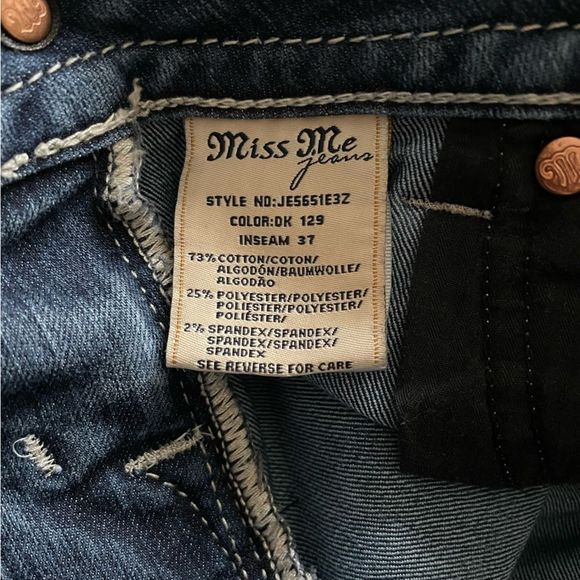 Miss Me
jeans
STYLE NO:JE5651E3Z
COLOR:DK 129
INSEAM 37
73% COTTON/COTON/
ALGODÓN/BAUMWOLLE/
ALGODÃO
25% POLYESTER/POLYESTER/
POLIÉSTER/POLYESTER/
POLIÉSTER/
2% SPANDEX/SPANDEX/
SPANDEX/SPANDEX/
SPANDEX
SEE REVERSE FOR CARE